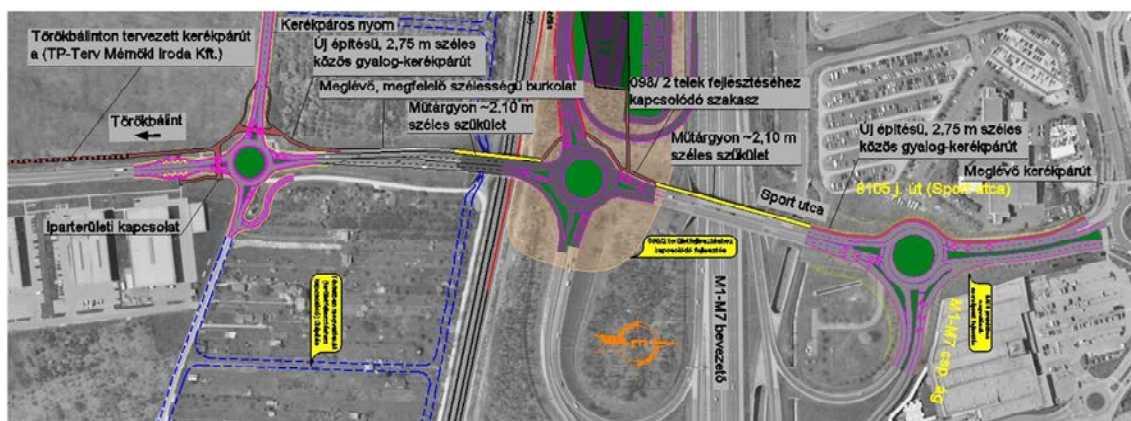 Törökbálinton tervezett kerékpárút
a (TP-Terv Mérnöki Iroda Kft.)
Kerékpáros nyom
Új építésű, 2,75 m széles
közös gyalog-kerékpárút
Meglévő, megfelelő szélességű burkolat
Műtárgyon ~2,10 m
széles szűkület
Törökbálint
Iparterületi kapcsolat
098/ 2 telek fejlesztéséhez
kapcsolódó szakasz
Műtárgyon ~2,10 m
széles szűkület
Új építésű, 2,75 m széles
közös gyalog-kerékpárút
Meglévő kerékpárút
8105 j. út (Sport utca)
Sport utca
M1-M7 bevezető
M1-M7 csp. ág